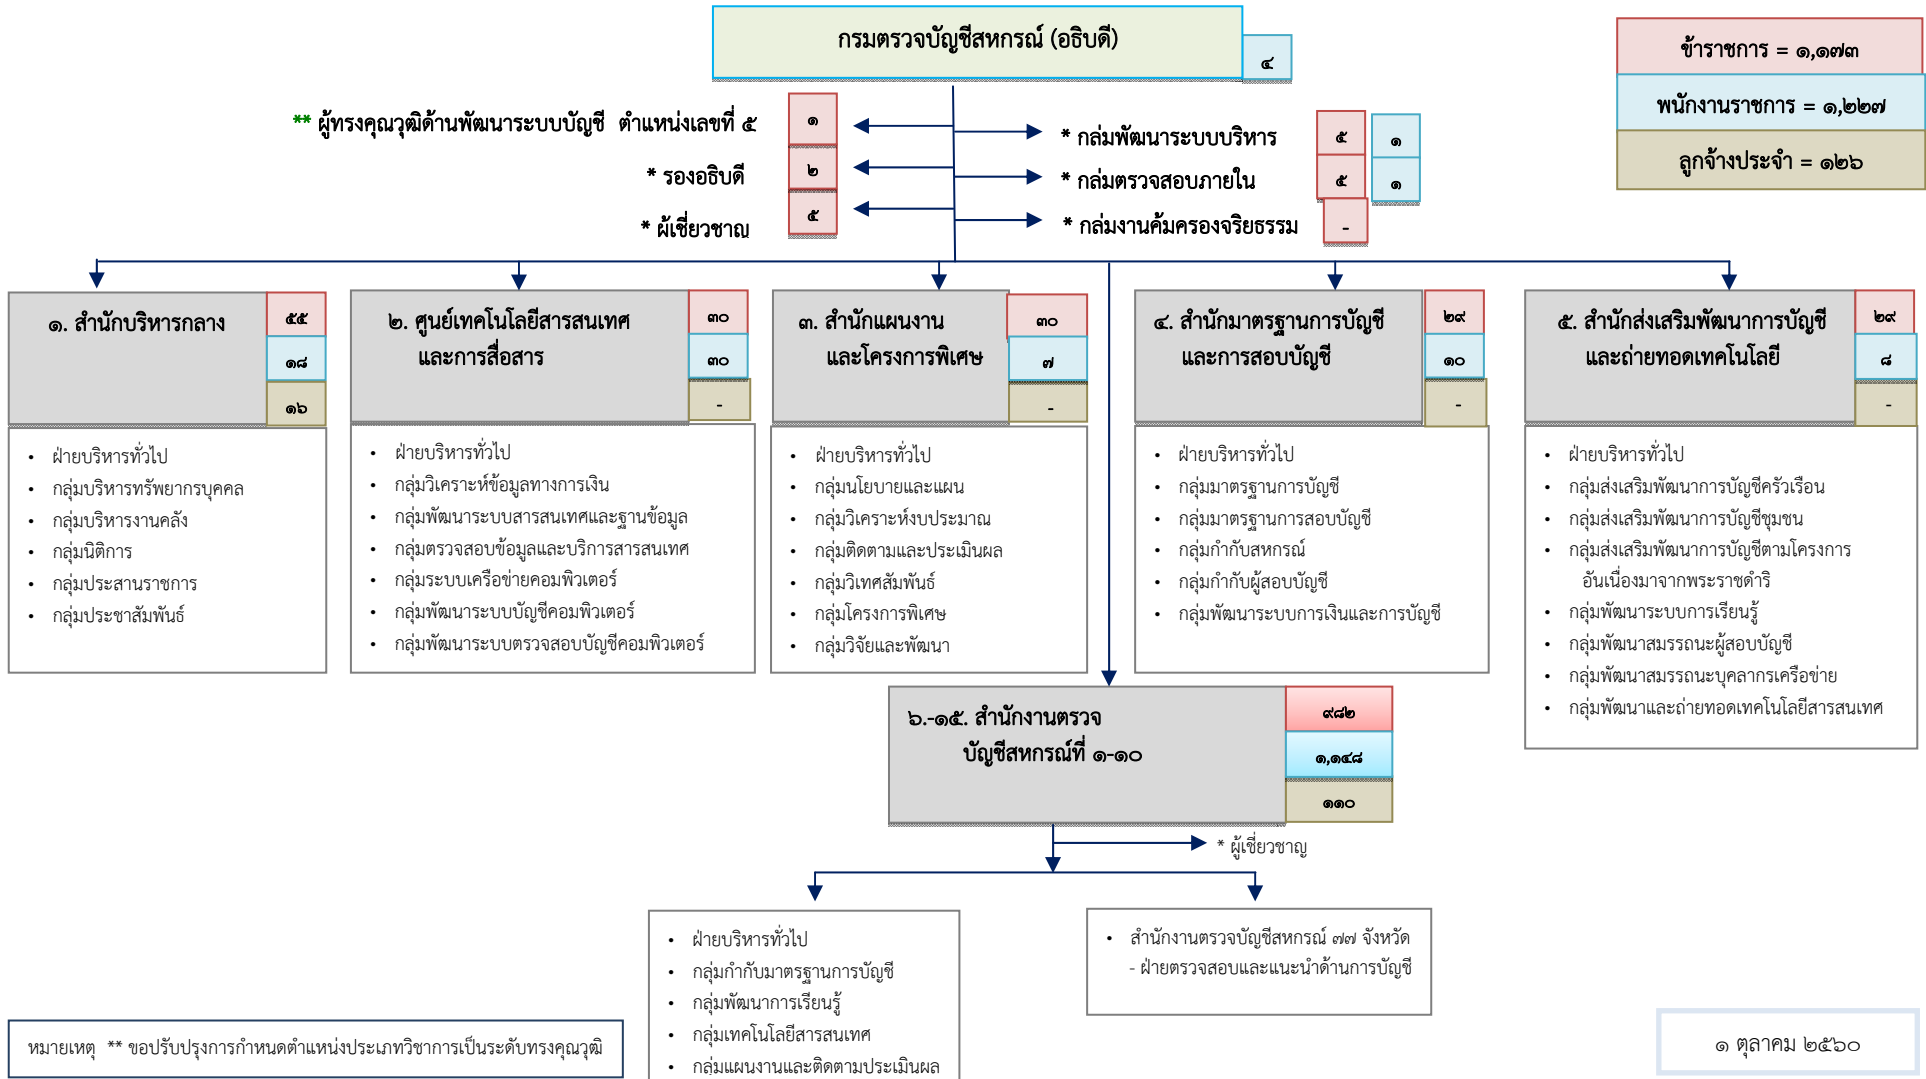 กรมตรวจบัญชีสหกรณ์ (อธิบดี)
๔
ข้าราชการ = ๑,๑๗๓
พนักงานราชการ = ๑,๒๒๗
ลูกจ้างประจำ = ๑๒๖
** ผู้ทรงคุณวุฒิด้านพัฒนาระบบบัญชี ตำแหน่งเลขที่ ๕
๑
* รองอธิบดี
๒
* ผู้เชี่ยวชาญ
๕
* กลุ่มพัฒนาระบบบริหาร
๕
๑
* กลุ่มตรวจสอบภายใน
๕
๑
* กลุ่มงานคุ้มครองจริยธรรม
-
๑. สำนักบริหารกลาง
๕๕
๑๘
๑๖
• ฝ่ายบริหารทั่วไป
• กลุ่มบริหารทรัพยากรบุคคล
• กลุ่มบริหารงานคลัง
• กลุ่มนิติการ
• กลุ่มประสานราชการ
• กลุ่มประชาสัมพันธ์
๒. ศูนย์เทคโนโลยีสารสนเทศ
และการสื่อสาร
๓๐
๓๐
-
• ฝ่ายบริหารทั่วไป
• กลุ่มวิเคราะห์ข้อมูลทางการเงิน
• กลุ่มพัฒนาระบบสารสนเทศและฐานข้อมูล
• กลุ่มตรวจสอบข้อมูลและบริการสารสนเทศ
• กลุ่มระบบเครือข่ายคอมพิวเตอร์
• กลุ่มพัฒนาระบบบัญชีคอมพิวเตอร์
• กลุ่มพัฒนาระบบตรวจสอบบัญชีคอมพิวเตอร์
๓. สำนักแผนงาน
และโครงการพิเศษ
๓๐
๗
-
• ฝ่ายบริหารทั่วไป
• กลุ่มนโยบายและแผน
• กลุ่มวิเคราะห์งบประมาณ
• กลุ่มติดตามและประเมินผล
• กลุ่มวิเทศสัมพันธ์
• กลุ่มโครงการพิเศษ
• กลุ่มวิจัยและพัฒนา
๔. สำนักมาตรฐานการบัญชี
และการสอบบัญชี
๒๙
๑๐
-
• ฝ่ายบริหารทั่วไป
• กลุ่มมาตรฐานการบัญชี
• กลุ่มมาตรฐานการสอบบัญชี
• กลุ่มกำกับสหกรณ์
• กลุ่มกำกับผู้สอบบัญชี
• กลุ่มพัฒนาระบบการเงินและการบัญชี
๕. สำนักส่งเสริมพัฒนาการบัญชี
และถ่ายทอดเทคโนโลยี
๒๙
๘
-
• ฝ่ายบริหารทั่วไป
• กลุ่มส่งเสริมพัฒนาการบัญชีครัวเรือน
• กลุ่มส่งเสริมพัฒนาการบัญชีชุมชน
• กลุ่มส่งเสริมพัฒนาการบัญชีตามโครงการ
อันเนื่องมาจากพระราชดำริ
• กลุ่มพัฒนาระบบการเรียนรู้
• กลุ่มพัฒนาสมรรถนะผู้สอบบัญชี
• กลุ่มพัฒนาสมรรถนะบุคลากรเครือข่าย
• กลุ่มพัฒนาและถ่ายทอดเทคโนโลยีสารสนเทศ
๖.-๑๕. สำนักงานตรวจ
บัญชีสหกรณ์ที่ ๑-๑๐
๙๘๒
๑,๑๔๘
๑๑๐
* ผู้เชี่ยวชาญ
• ฝ่ายบริหารทั่วไป
• กลุ่มกำกับมาตรฐานการบัญชี
• กลุ่มพัฒนาการเรียนรู้
• กลุ่มเทคโนโลยีสารสนเทศ
• กลุ่มแผนงานและติดตามประเมินผล
• สำนักงานตรวจบัญชีสหกรณ์ ๗๗ จังหวัด
- ฝ่ายตรวจสอบและแนะนำด้านการบัญชี
หมายเหตุ ** ขอปรับปรุงการกำหนดตำแหน่งประเภทวิชาการเป็นระดับทรงคุณวุฒิ
๑ ตุลาคม ๒๕๖๐